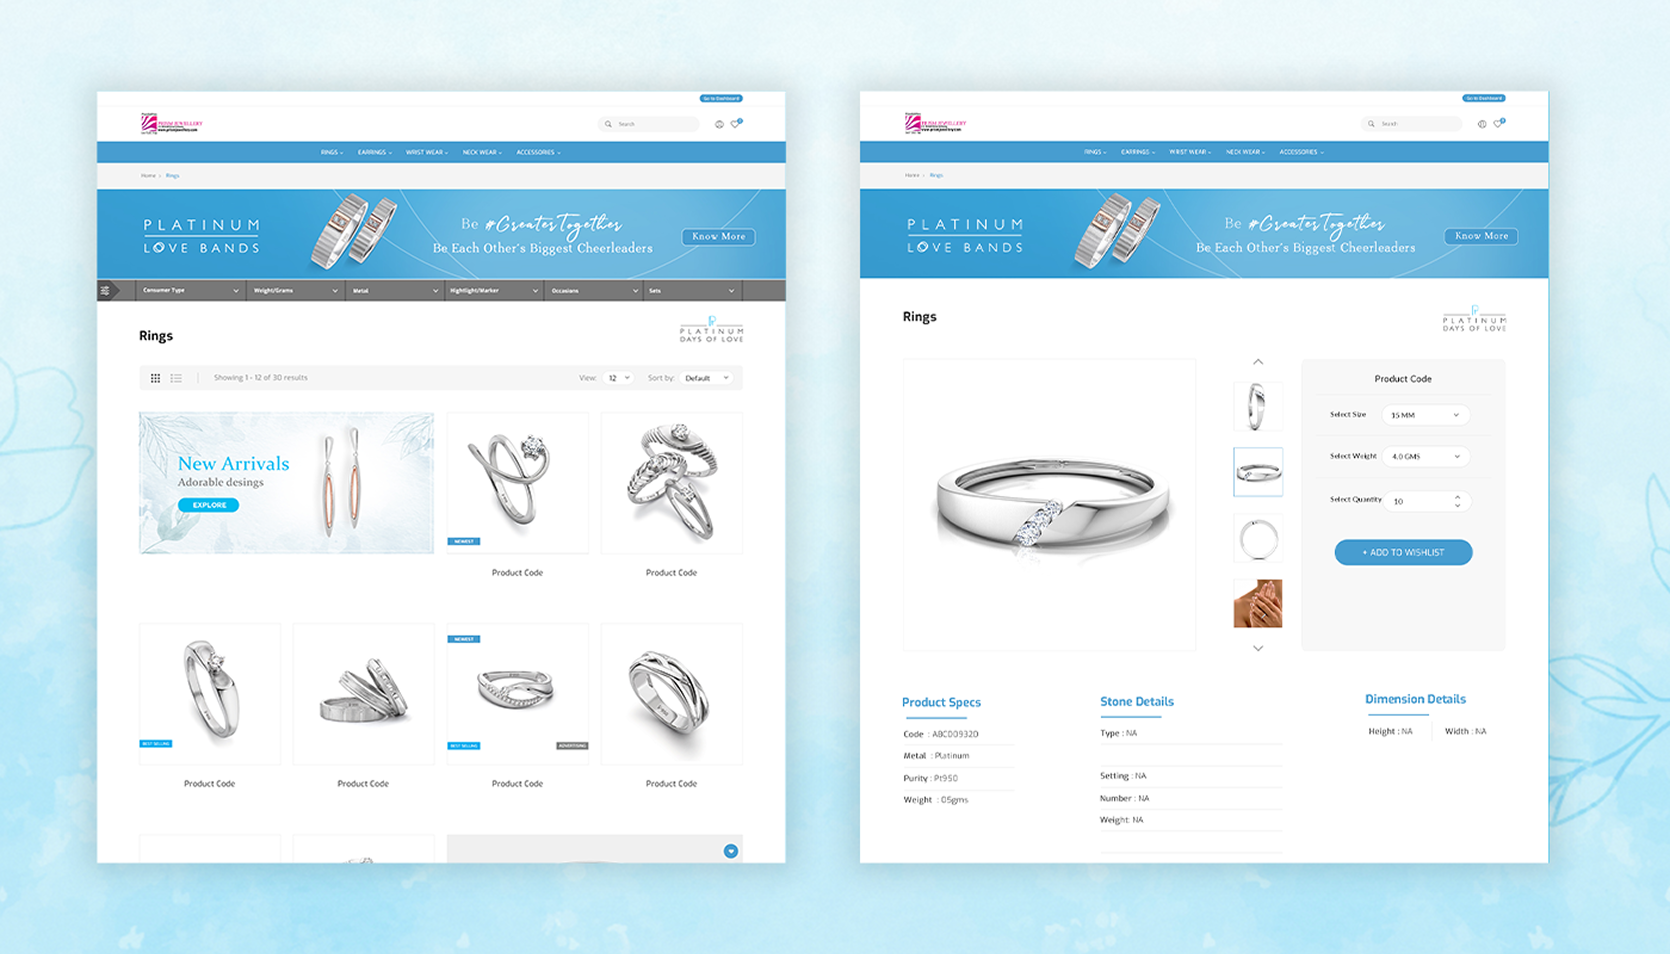 Go to Dashboard
Search
RINGS EARRINGS WRIST WEAR NECK WEAR ACCESSORIES
Home > Rings
PLATINUM
LOVE BANDS
Be #GreaterTogether
Be Each Other's Biggest Cheerleaders
Know More
Consumer Type Weight/Grams Metal Hightlight/Marker Occasions Sets
Rings
PLATINUM
DAYS OF LOVE
Showing 1 - 12 of 30 results
View: 12 Sort by: Default
New Arrivals
Adorable desings
EXPLORE
NEWEST
Product Code
Product Code
NEWEST
BEST SELLING
BEST SELLING
ADVERTISING
Product Code
Product Code
Product Code
Product Code
Go to Dashboard
Search
RINGS EARRINGS WRIST WEAR NECK WEAR ACCESSORIES
Home > Rings
PLATINUM
LOVE BANDS
Be #GreaterTogether
Be Each Other's Biggest Cheerleaders
Know More
Rings
PLATINUM
DAYS OF LOVE
Product Code
Select Size 15 MM
Select Weight 4.0 GMS
Select Quantity 10
+ ADD TO WISHLIST
Product Specs
Code : ABC00932D
Metal : Platinum
Purity : Pt950
Weight : 05gms
Stone Details
Type : NA
Setting : NA
Number : NA
Weight: NA
Dimension Details
Height : NA Width : NA